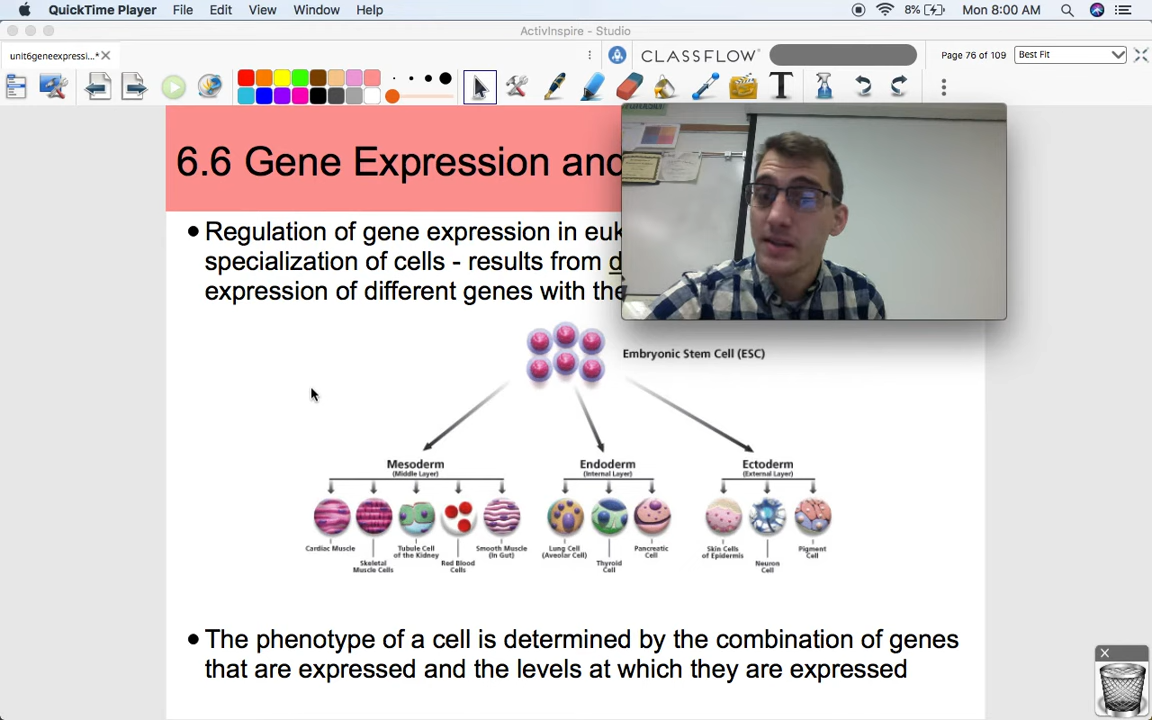 QuickTime Player File Edit View Window Help 8% Mon 8:00 AM
ActivInspire - Studio
unit6geneexpressi...* CLASSFLOW Page 76 of 109 Best Fit
6.6 Gene Expression and
Regulation of gene expression in
specialization of cells - results from
expression of different genes with
Embryonic Stem Cell (ESC)
Mesoderm
(Middle Layer)
Endoderm
(Internal Layer)
Ectoderm
(External Layer)
Cardiac Muscle
Skeletal
Muscle Cells
Tubule Cell
of the Kidney
Red Blood
Cells
Smooth Muscle
(In Gut)
Lung Cell
(Aveolar Cell)
Thyroid
Cell
Pancreatic
Cell
Skin Cells
of Epidermis
Neuron
Cell
Pigment
Cell
The phenotype of a cell is determined by the combination of genes
that are expressed and the levels at which they are expressed